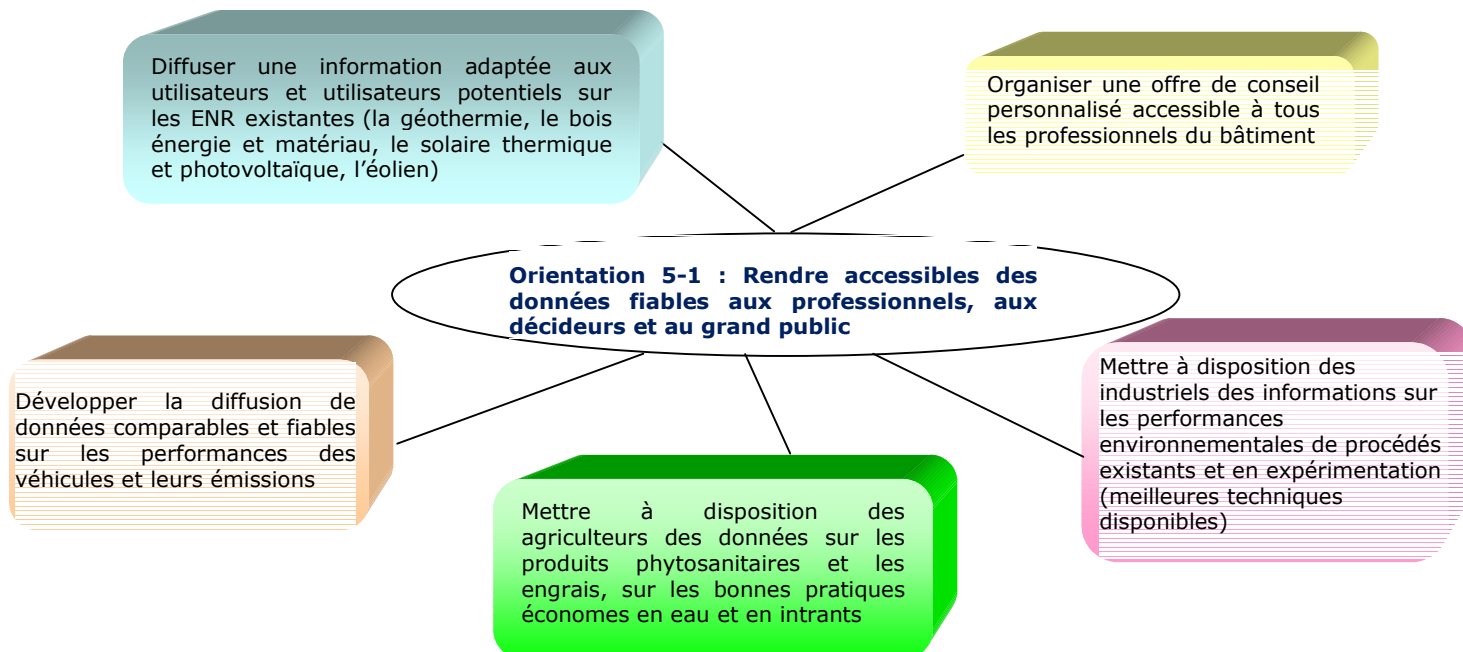 Diffuser une information adaptée aux
utilisateurs et utilisateurs potentiels sur
les ENR existantes (la géothermie, le bois
énergie et matériau, le solaire thermique
et photovoltaïque, l'éolien)
Organiser une offre de conseil
personnalisé accessible à tous
les professionnels du bâtiment
Orientation 5-1 : Rendre accessibles des
données fiables aux professionnels, aux
décideurs et au grand public
Développer la diffusion de
données comparables et fiables
sur les performances des
véhicules et leurs émissions
Mettre à disposition des
agriculteurs des données sur les
produits phytosanitaires et les
engrais, sur les bonnes pratiques
économes en eau et en intrants
Mettre à disposition des
industriels des informations sur
les performances
environnementales de procédés
existants et en expérimentation
(meilleures techniques
disponibles)